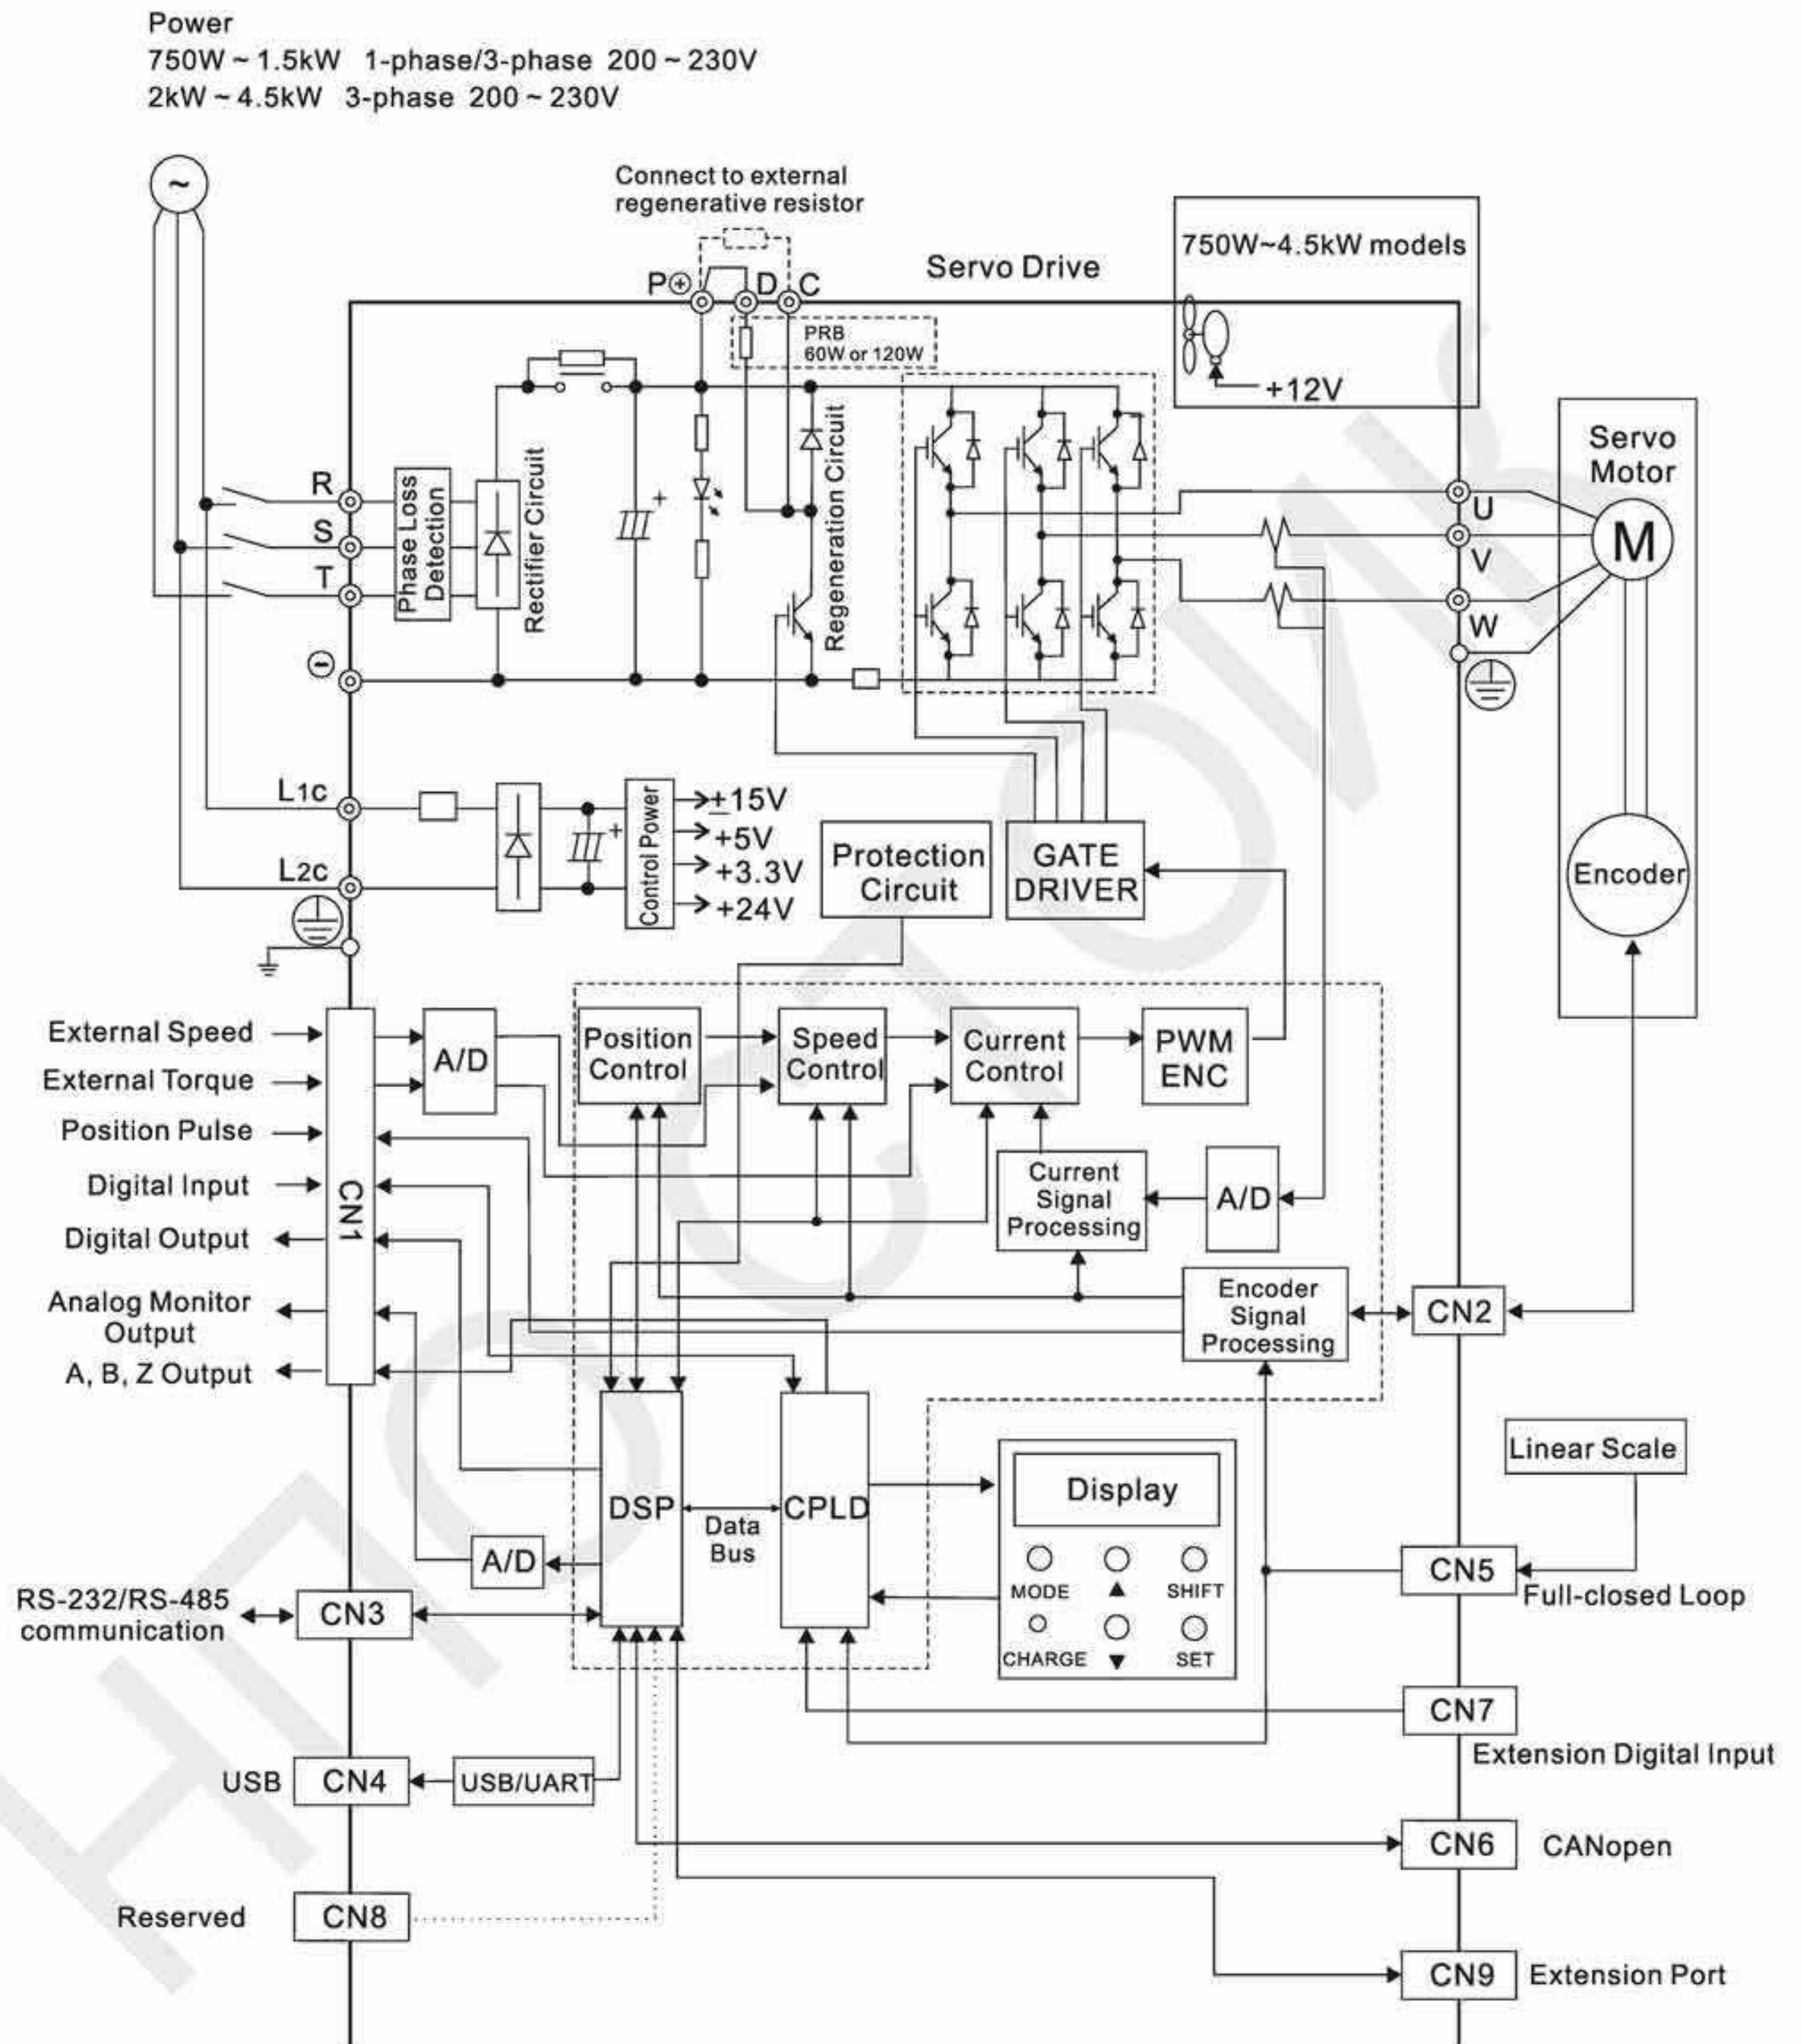 Power
750W ~ 1.5kW 1-phase/3-phase 200 ~ 230V
2kW ~ 4.5kW 3-phase 200 ~ 230V
~
Connect to external
regenerative resistor
P⊕
D
C
Servo Drive
750W~4.5kW models
+12V
PRB
60W or 120W
Servo
Motor
M
R
S
T
⊖
Phase Loss
Detection
Rectifier Circuit
+
Regeneration Circuit
U
V
W
L1C
L2C
+
Control Power
±15V
+5V
+3.3V
+24V
Protection
Circuit
GATE
DRIVER
Encoder
External Speed
External Torque
Position Pulse
Digital Input
Digital Output
Analog Monitor
Output
A, B, Z Output
CN1
A/D
Position
Control
Speed
Control
Current
Control
PWM
ENC
Current
Signal
Processing
A/D
Encoder
Signal
Processing
CN2
Linear Scale
DSP
Data
Bus
CPLD
Display
MODE
▲
SHIFT
CHARGE
▼
SET
A/D
CN5
Full-closed Loop
RS-232/RS-485
communication
CN3
CN7
Extension Digital Input
USB
CN4
USB/UART
CN6
CANopen
Reserved
CN8
CN9
Extension Port
НПО СТОИК